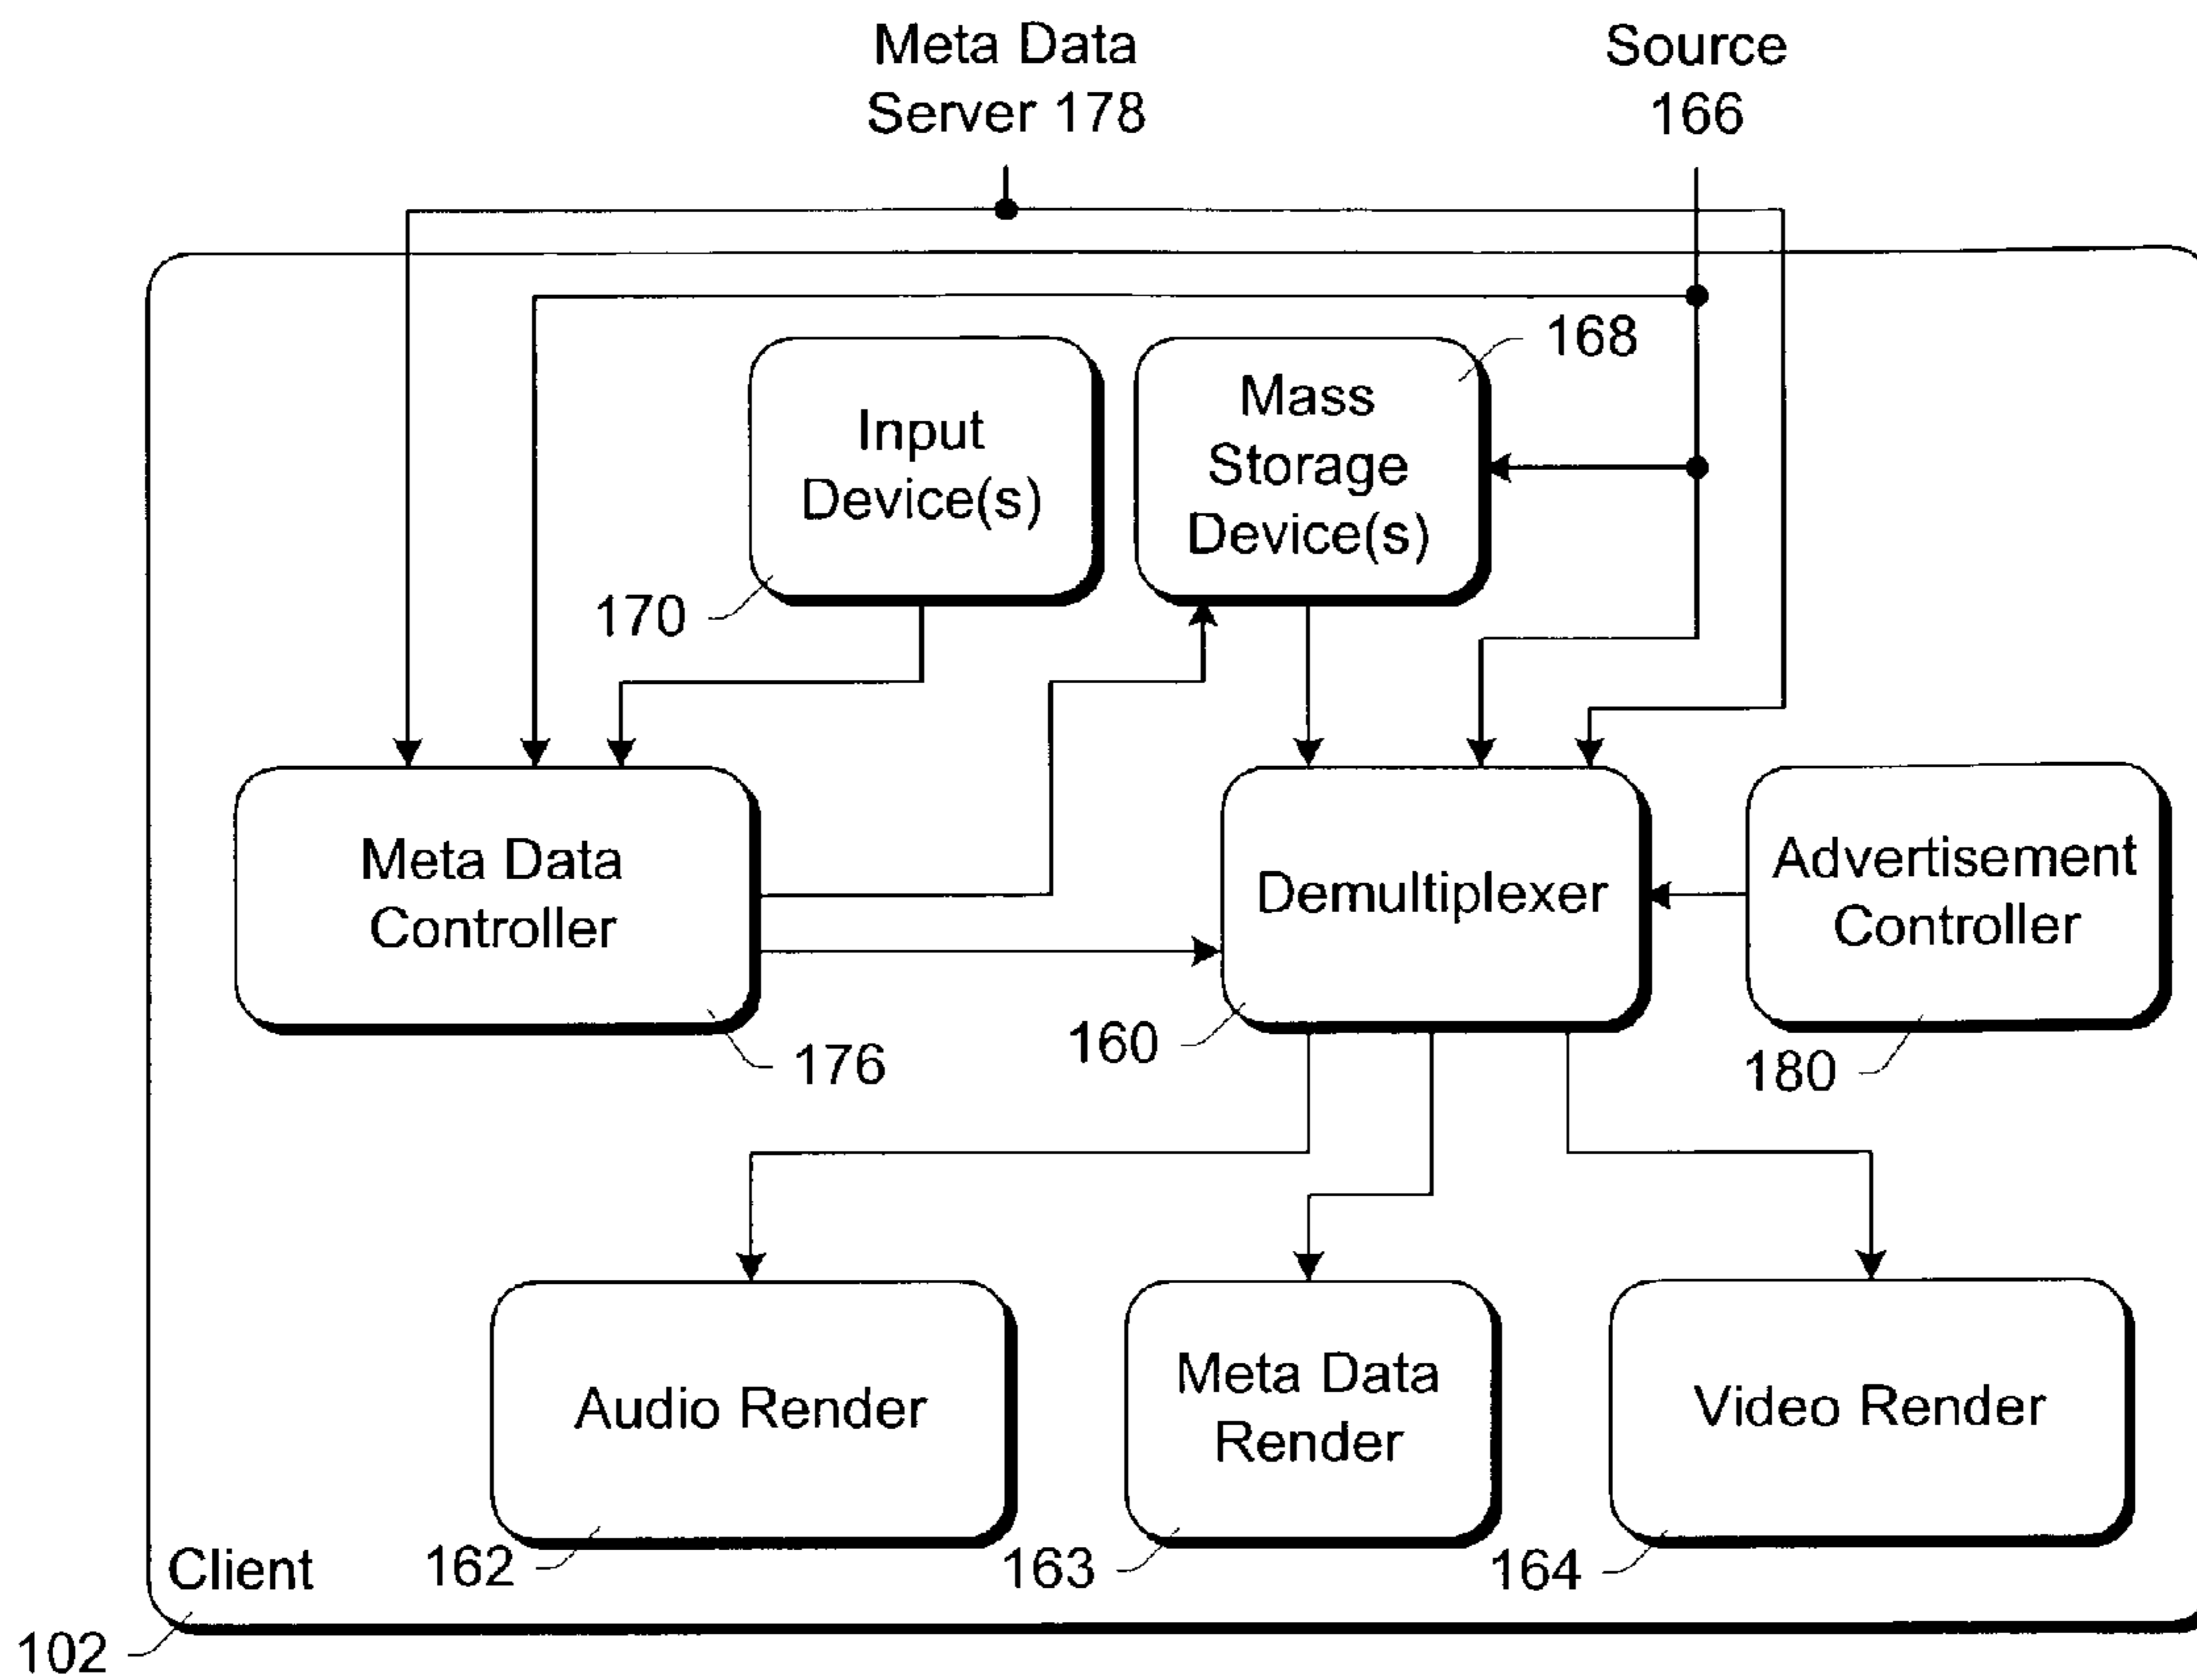 Meta Data
Server 178
Source
166
168
Input
Device(s)
Mass
Storage
Device(s)
170
Meta Data
Controller
Demultiplexer
Advertisement
Controller
176
160
180
Audio Render
Meta Data
Render
Video Render
Client
162
163
164
102